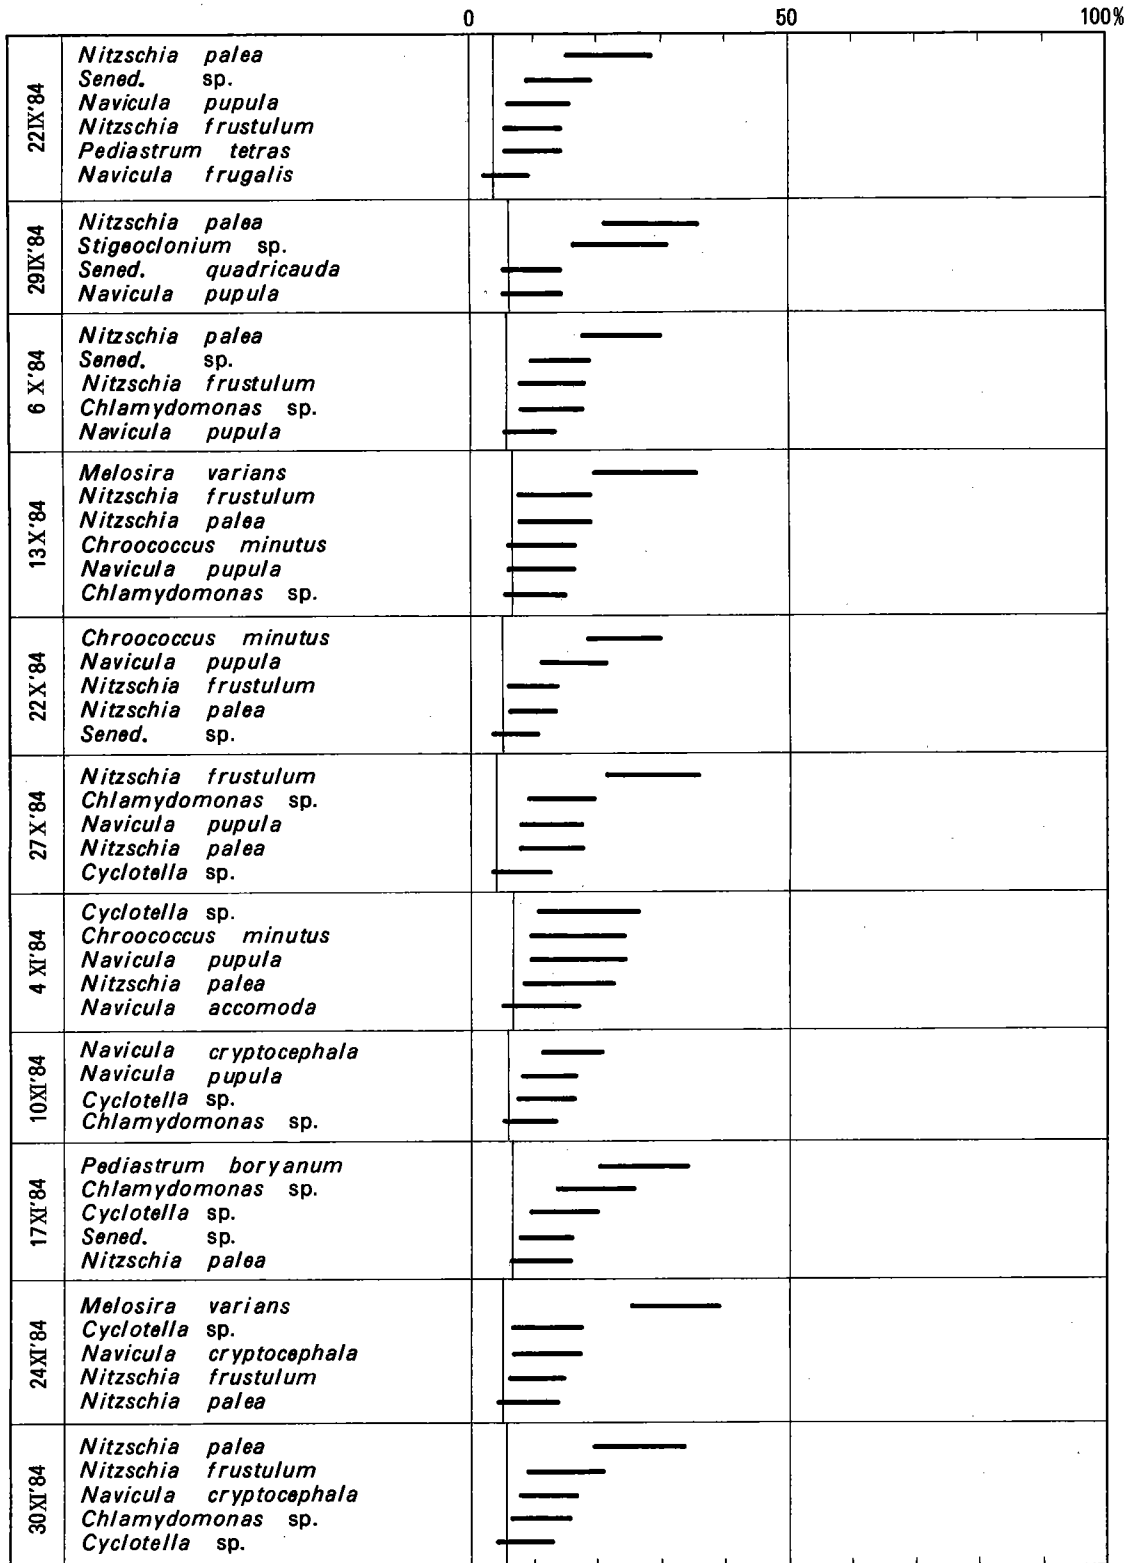 0 50 100%
22IX'84
Nitzschia palea
Sened. sp.
Navicula pupula
Nitzschia frustulum
Pediastrum tetras
Navicula frugalis
29IX'84
Nitzschia palea
Stigeoclonium sp.
Sened. quadricauda
Navicula pupula
6 X'84
Nitzschia palea
Sened. sp.
Nitzschia frustulum
Chlamydomonas sp.
Navicula pupula
13X'84
Melosira varians
Nitzschia frustulum
Nitzschia palea
Chroococcus minutus
Navicula pupula
Chlamydomonas sp.
22X'84
Chroococcus minutus
Navicula pupula
Nitzschia frustulum
Nitzschia palea
Sened. sp.
27X'84
Nitzschia frustulum
Chlamydomonas sp.
Navicula pupula
Nitzschia palea
Cyclotella sp.
4 XI'84
Cyclotella sp.
Chroococcus minutus
Navicula pupula
Nitzschia palea
Navicula accomoda
10XI'84
Navicula cryptocephala
Navicula pupula
Cyclotella sp.
Chlamydomonas sp.
17XI'84
Pediastrum boryanum
Chlamydomonas sp.
Cyclotella sp.
Sened. sp.
Nitzschia palea
24XI'84
Melosira varians
Cyclotella sp.
Navicula cryptocephala
Nitzschia frustulum
Nitzschia palea
30XI'84
Nitzschia palea
Nitzschia frustulum
Navicula cryptocephala
Chlamydomonas sp.
Cyclotella sp.